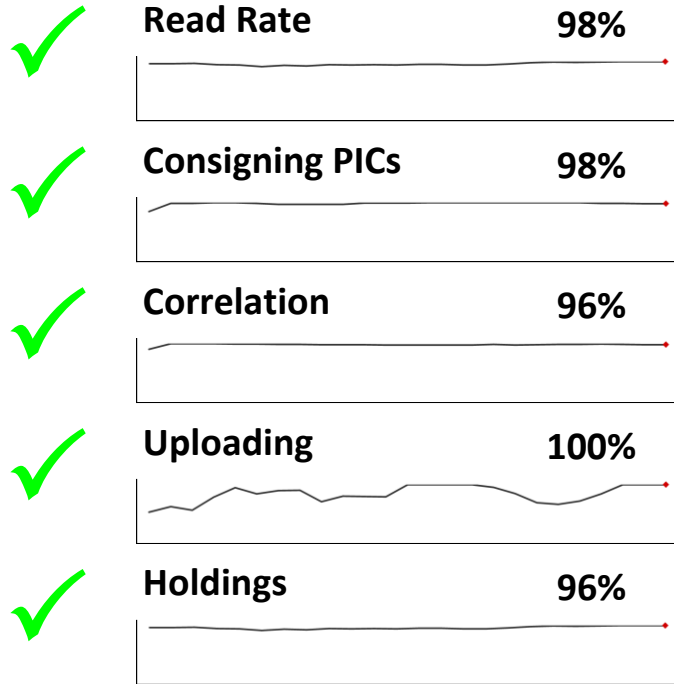 Read Rate 98%
Consigning PICs 98%
Correlation 96%
Uploading 100%
Holdings 96%